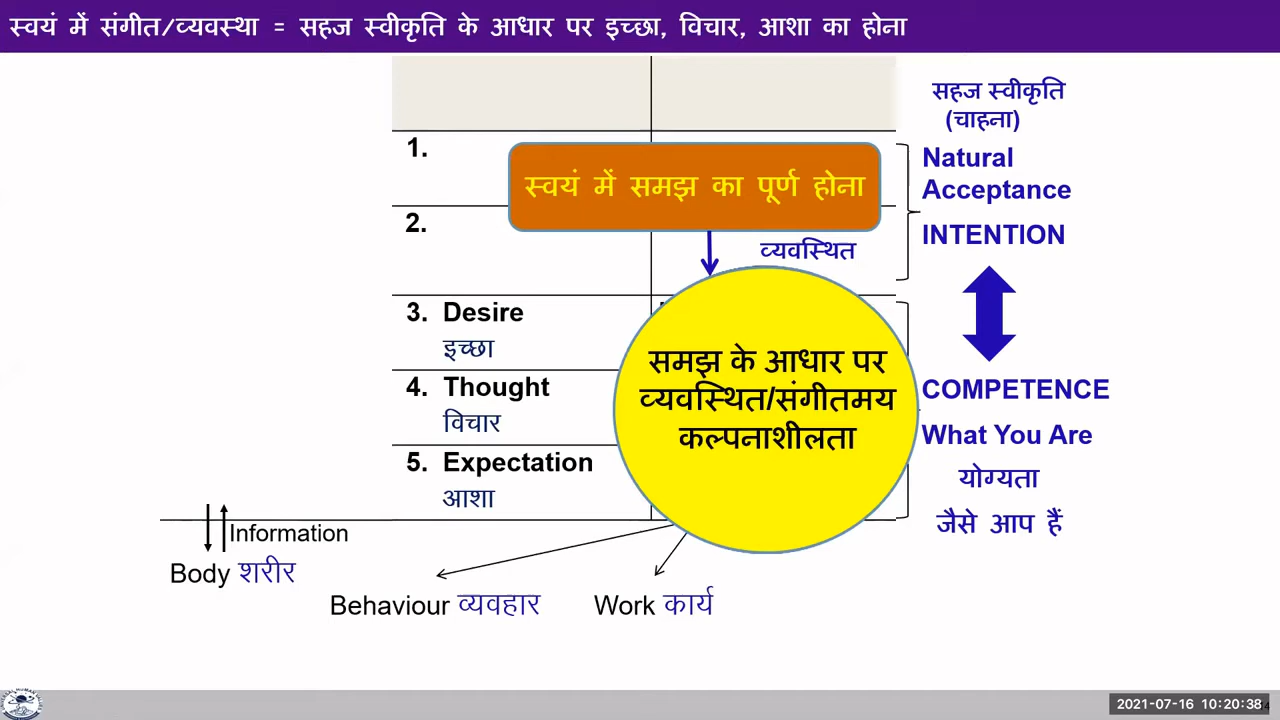 स्वयं में संगीत/व्यवस्था = सहज स्वीकृति के आधार पर इच्छा, विचार, आशा का होना
सहज स्वीकृति
(चाहना)
1.
Natural
Acceptance
स्वयं में समझ का पूर्ण होना
2.
INTENTION
व्यवस्थित
3. Desire
इच्छा
समझ के आधार पर
व्यवस्थित/संगीतमय
कल्पनाशीलता
4. Thought
विचार
COMPETENCE
What You Are
5. Expectation
आशा
योग्यता
जैसे आप हैं
Information
Body शरीर
Behaviour व्यवहार
Work कार्य
2021-07-16 10:20:38